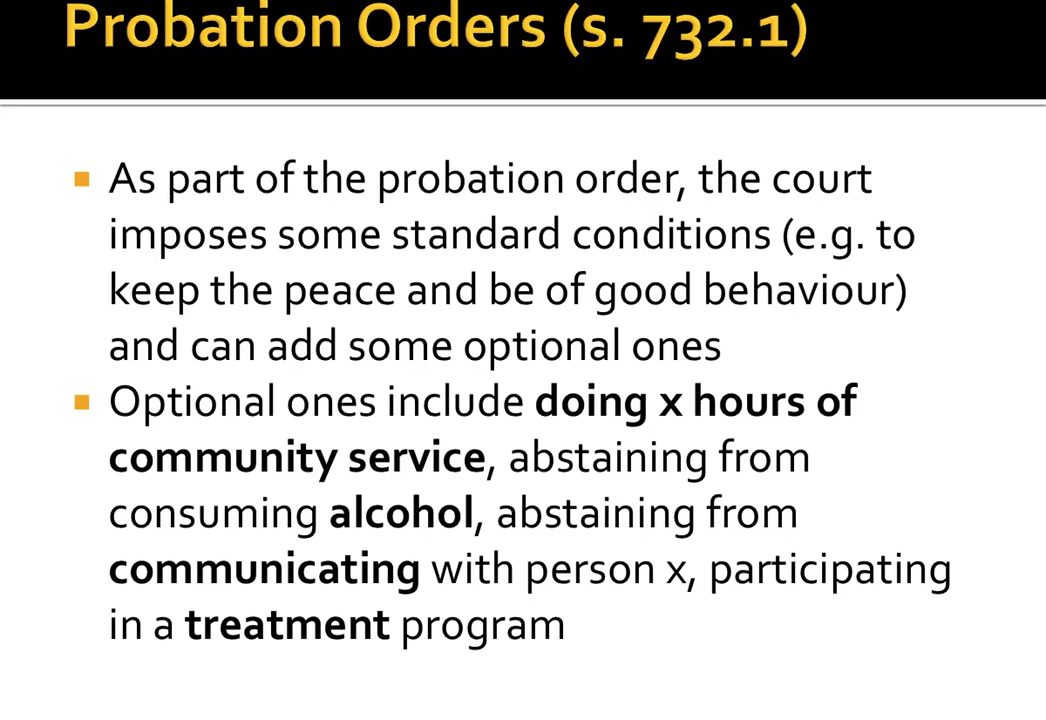 Probation Orders (s. 732.1)
As part of the probation order, the court
imposes some standard conditions (e.g. to
keep the peace and be of good behaviour)
and can add some optional ones
Optional ones include doing x hours of
community service, abstaining from
consuming alcohol, abstaining from
communicating with person x, participating
in a treatment program